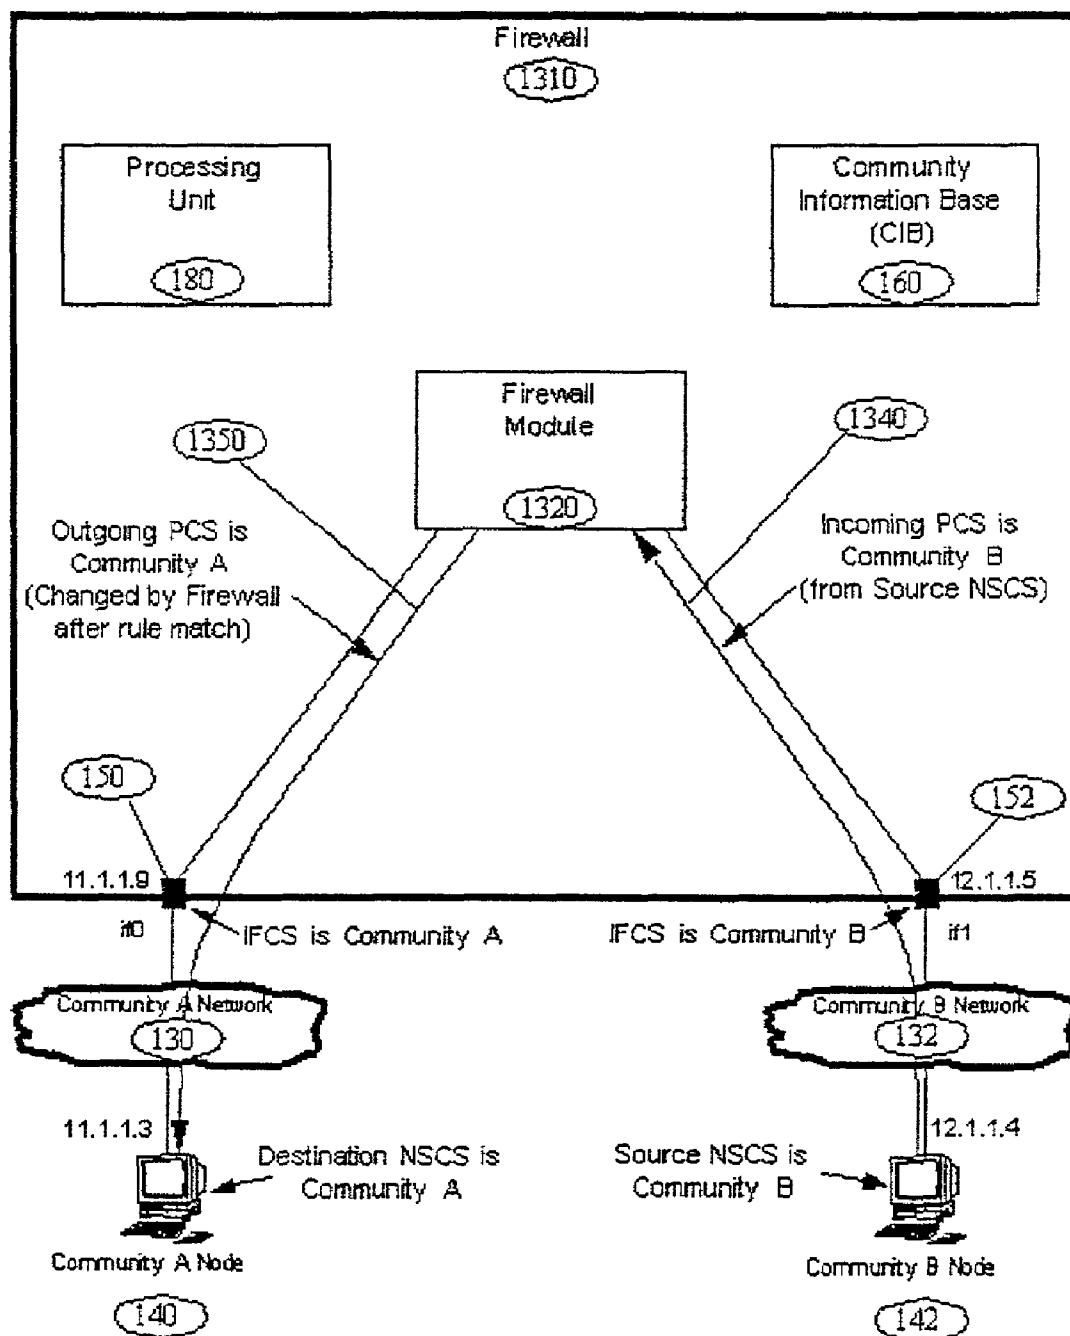 Firewall
1310
Processing
Unit
180
Community
Information Base
(CIB)
160
Firewall
Module
1320
1350
1340
Outgoing PCS is
Community A
(Changed by Firewall
after rule match)
Incoming PCS is
Community B
(from Source NSCS)
150
152
11.1.1.9
12.1.1.5
if0
IFCS is Community A
IFCS is Community B
if1
Community A Network
130
Community B Network
132
11.1.1.3
12.1.1.4
Destination NSCS is
Community A
Source NSCS is
Community B
Community A Node
140
Community B Node
142